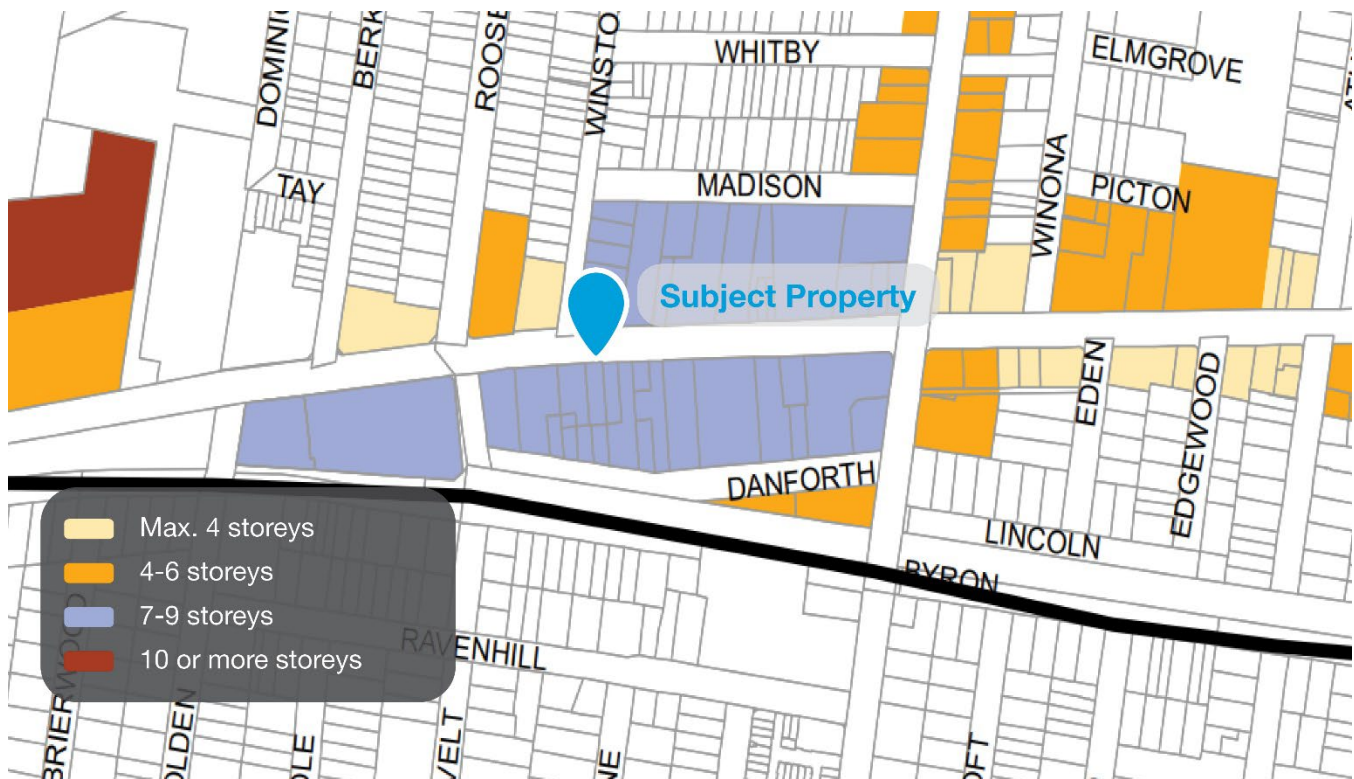 DOMINIC
BERK
ROOSE
WINSTO
WHITBY
ELMGROVE
TAY
MADISON
WINONA
PICTON
Subject Property
EDEN
EDGEWOOD
DANFORTH
LINCOLN
BYRON
Max. 4 storeys
4-6 storeys
7-9 storeys
10 or more storeys
RAVENHILL
BRIERWOOD
OLDEN
OLE
VELT
NE
OFT